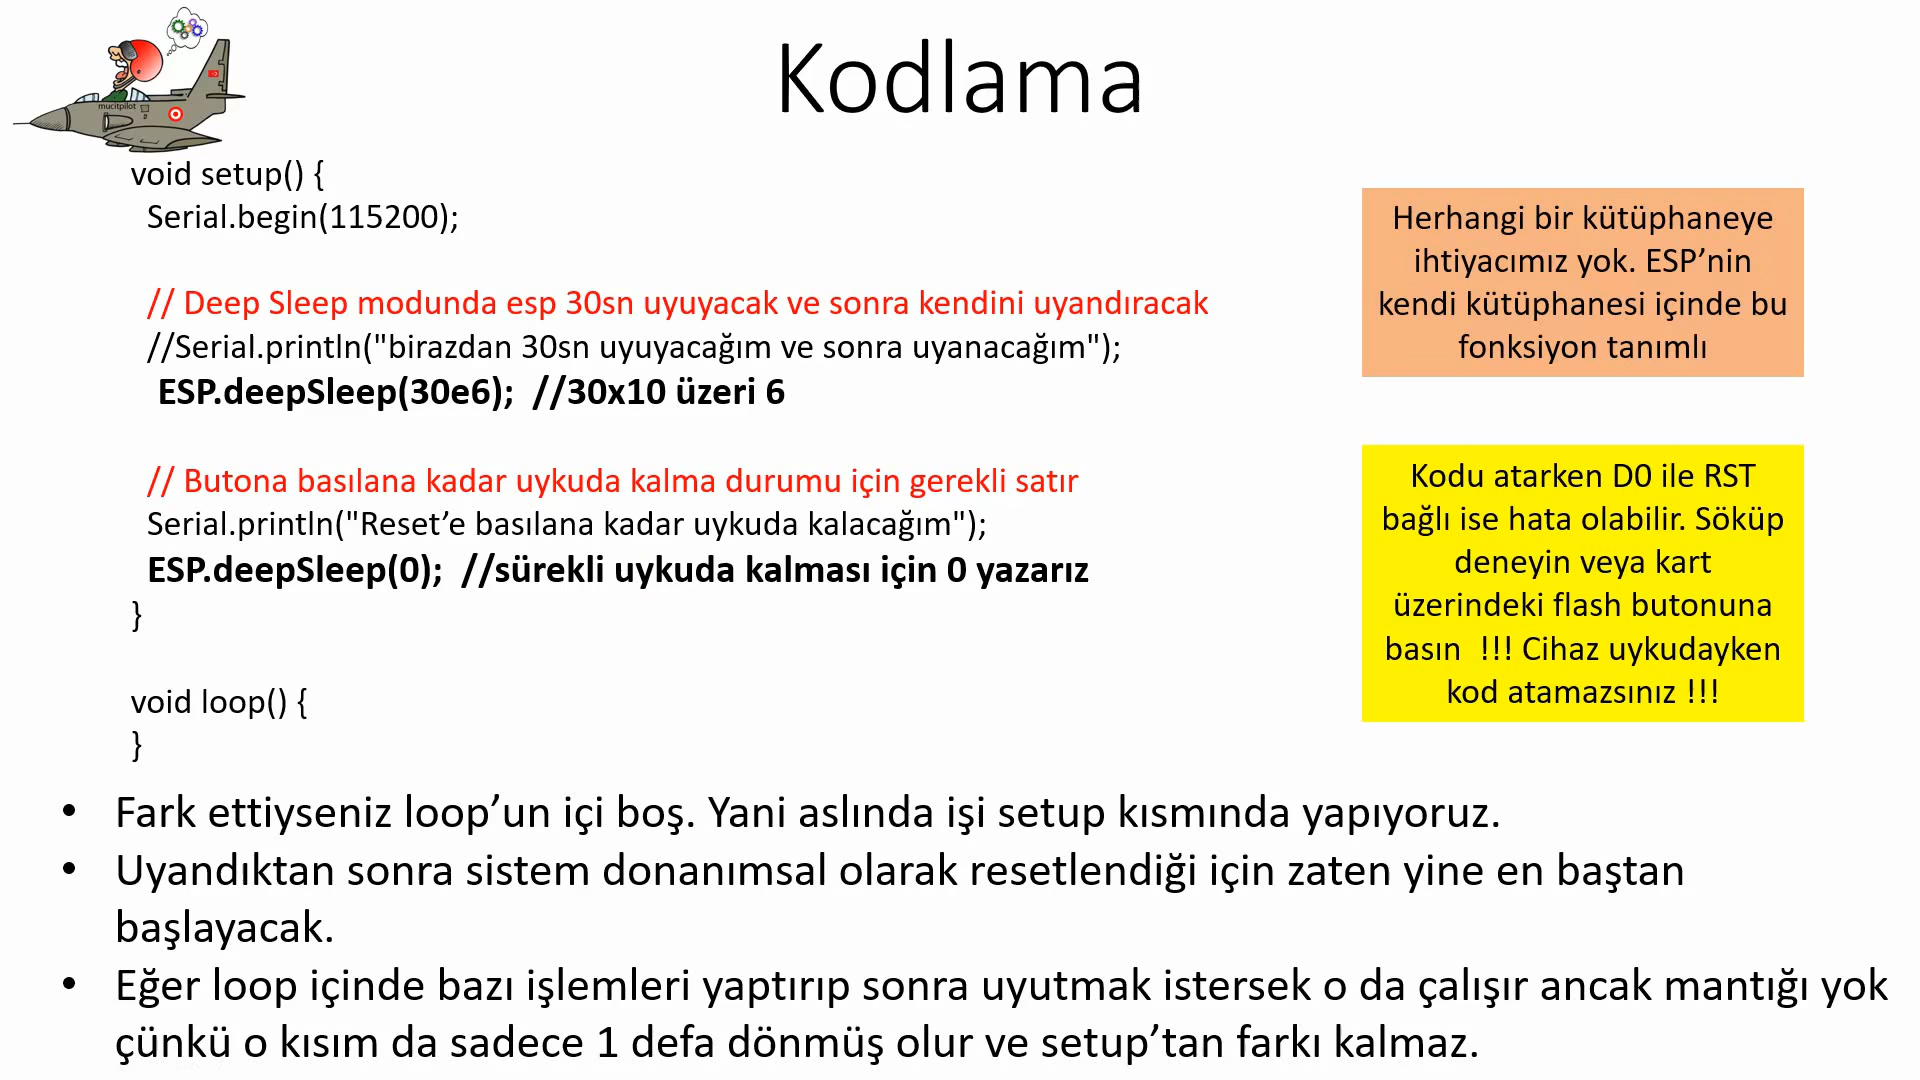 Kodlama
mucitpilot
void setup() {
Serial.begin(115200);
// Deep Sleep modunda esp 30sn uyuyacak ve sonra kendini uyandıracak
//Serial.println("birazdan 30sn uyuyacağım ve sonra uyanacağım");
ESP.deepSleep(30e6);  //30x10 üzeri 6
// Butona basılana kadar uykuda kalma durumu için gerekli satır
Serial.println("Reset’e basılana kadar uykuda kalacağım");
ESP.deepSleep(0);  //sürekli uykuda kalması için 0 yazarız
}
void loop() {
}
Herhangi bir kütüphaneye
ihtiyacımız yok. ESP’nin
kendi kütüphanesi içinde bu
fonksiyon tanımlı
Kodu atarken D0 ile RST
bağlı ise hata olabilir. Söküp
deneyin veya kart
üzerindeki flash butonuna
basın  !!! Cihaz uykudayken
kod atamazsınız !!!
• Fark ettiyseniz loop’un içi boş. Yani aslında işi setup kısmında yapıyoruz.
• Uyandıktan sonra sistem donanımsal olarak resetlendiği için zaten yine en baştan
başlayacak.
• Eğer loop içinde bazı işlemleri yaptırıp sonra uyutmak istersek o da çalışır ancak mantığı yok
çünkü o kısım da sadece 1 defa dönmüş olur ve setup’tan farkı kalmaz.